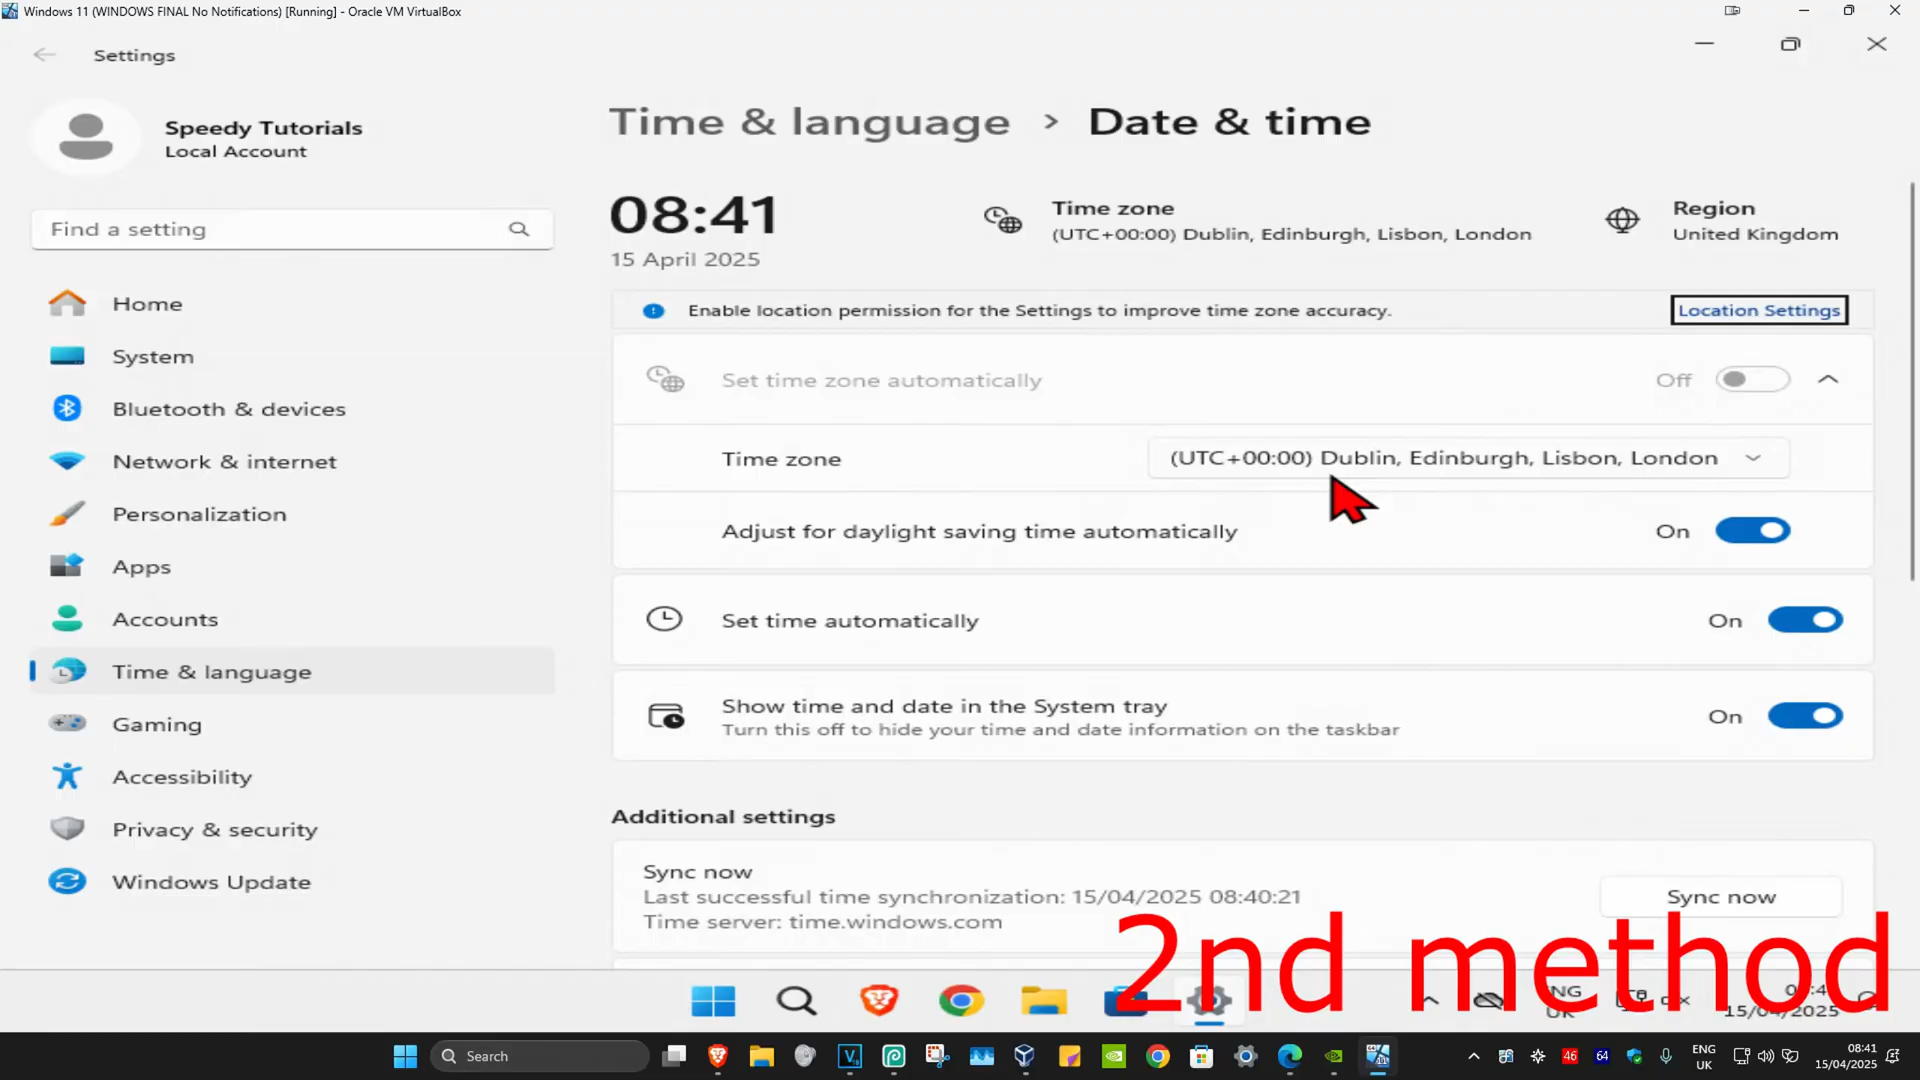 Windows 11 (WINDOWS FINAL No Notifications) [Running] - Oracle VM VirtualBox
Settings
Speedy Tutorials
Local Account
Find a setting
Home
System
Bluetooth & devices
Network & internet
Personalization
Apps
Accounts
Time & language
Gaming
Accessibility
Privacy & security
Windows Update
Time & language > Date & time
08:41
15 April 2025
Time zone
(UTC+00:00) Dublin, Edinburgh, Lisbon, London
Region
United Kingdom
Enable location permission for the Settings to improve time zone accuracy.
Location Settings
Set time zone automatically
Off
Time zone
(UTC+00:00) Dublin, Edinburgh, Lisbon, London
Adjust for daylight saving time automatically
On
Set time automatically
On
Show time and date in the System tray
Turn this off to hide your time and date information on the taskbar
On
Additional settings
Sync now
Last successful time synchronization: 15/04/2025 08:40:21
Time server: time.windows.com
Sync now
2nd method
ENG
UK
15/04/2025
Search
46
64
ENG
UK
08:41
15/04/2025